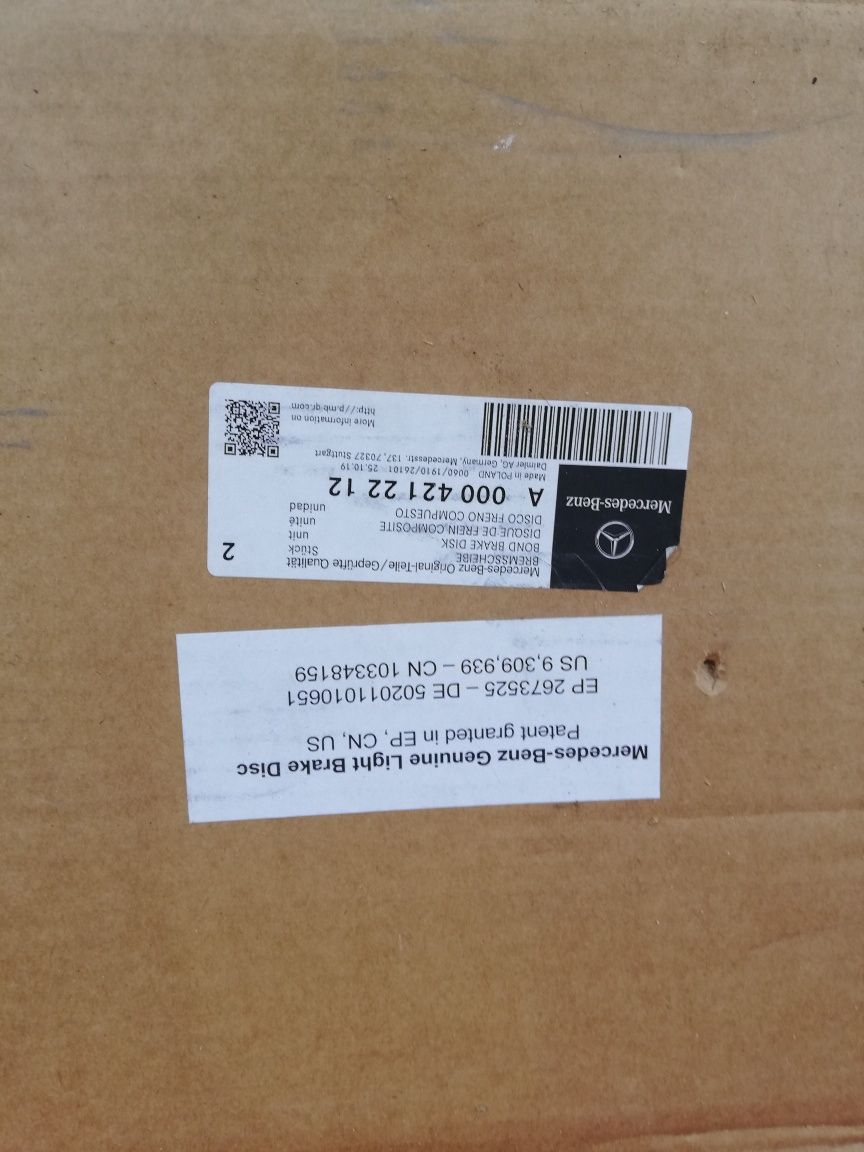 Mercedes-Benz Genuine Light Brake Disc
Patent granted in EP, CN, US
EP 2673525 – DE 502011010651
US 9,309,939 – CN 103348159
Mercedes-Benz
Mercedes-Benz Original-Teile/Geprüfte Qualität
BREMSSCHEIBE Stück 2
BOND BRAKE DISK unit
DISQUE DE FREIN COMPOSITE unité
DISCO FRENO COMPUESTO unidad
A 000 421 22 12
Made in POLAND 0060/1910/26101 25.10.19
Daimler AG, Germany, Mercedesstr. 137, 70327 Stuttgart
More information on
http://p.mb-qr.com